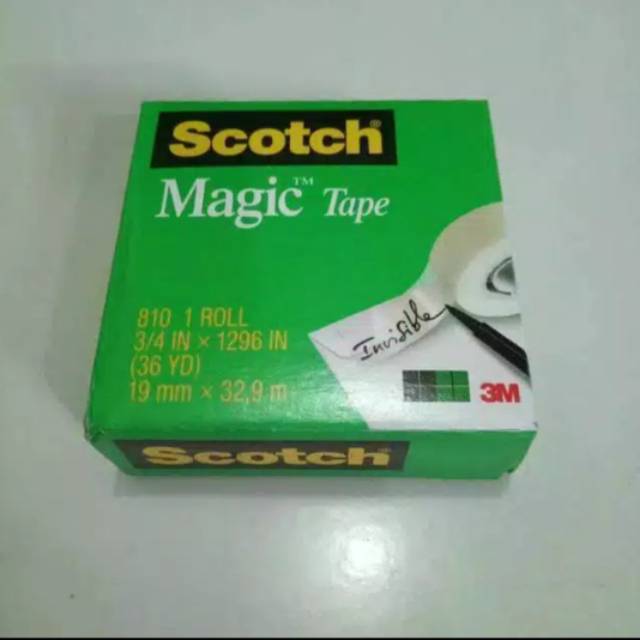 Scotch®
Magic™ Tape
810 1 ROLL
3/4 IN × 1296 IN
(36 YD)
19 mm × 32,9 m
Invisible
3M
Scotch